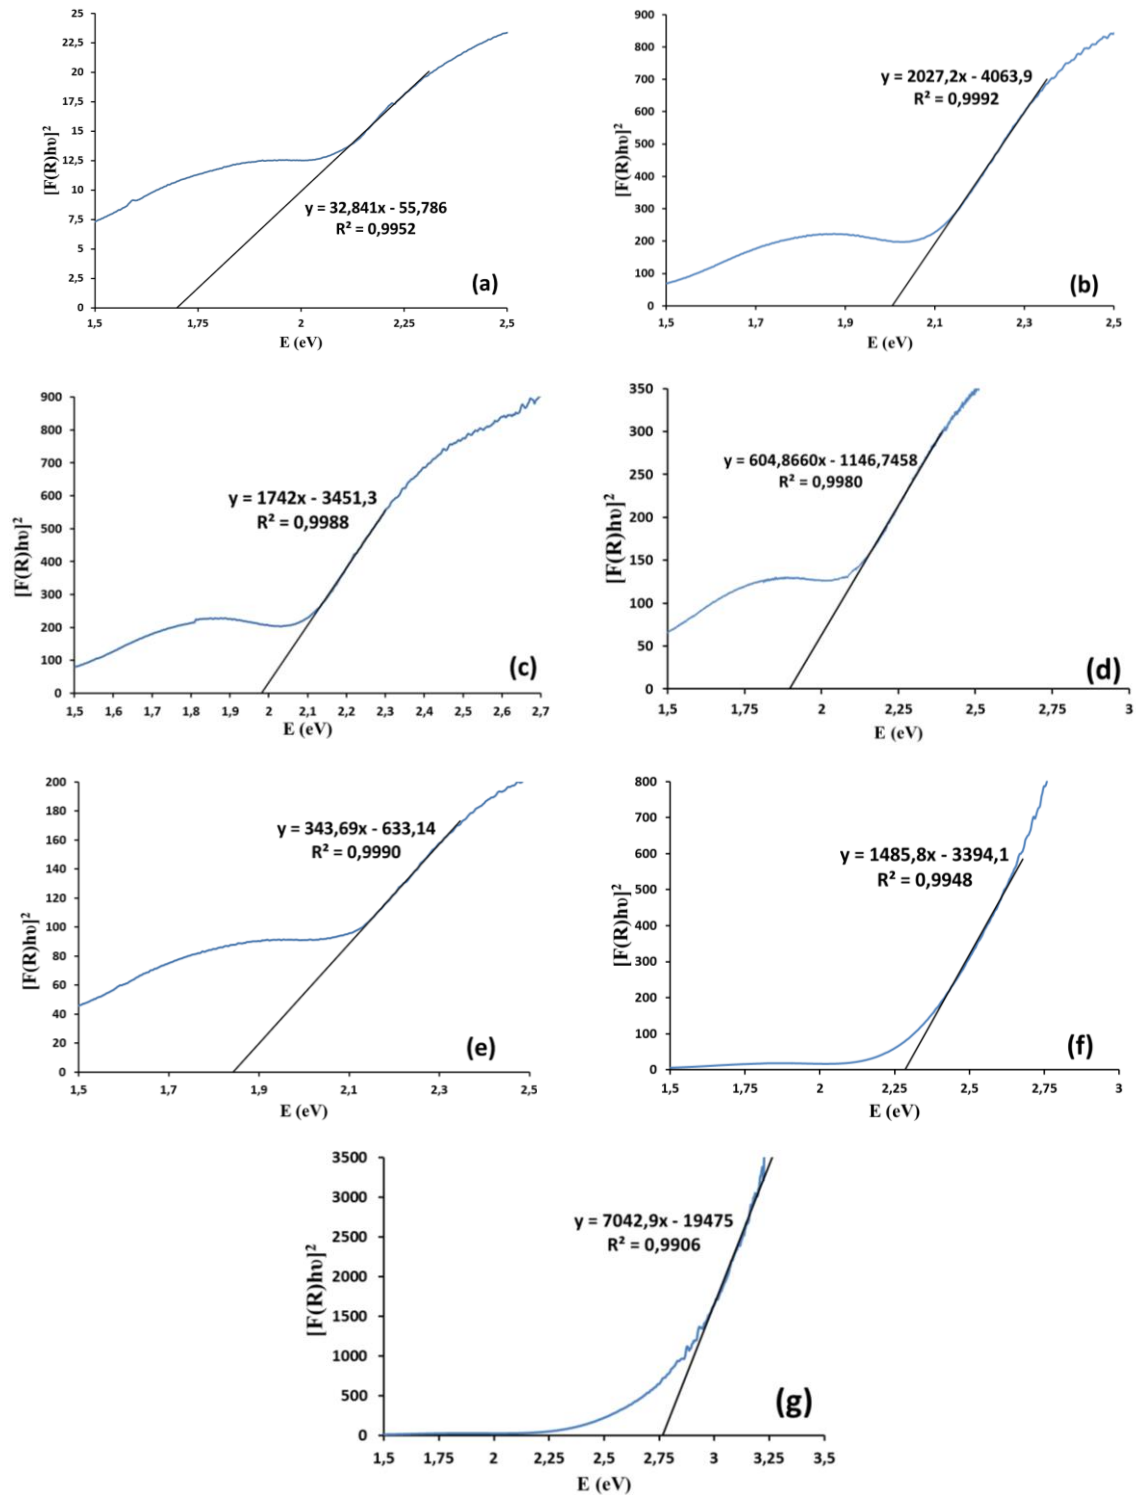 25
22,5
20
17,5
15
12,5
10
7,5
5
2,5
0
[F(R)hυ]²
y = 32,841x - 55,786
R² = 0,9952
(a)
1,5 1,75 2 2,25 2,5
E (eV)
900
800
700
600
500
400
300
200
100
0
[F(R)hυ]²
y = 2027,2x - 4063,9
R² = 0,9992
(b)
1,5 1,7 1,9 2,1 2,3 2,5
E (eV)
900
800
700
600
500
400
300
200
100
0
[F(R)hυ]²
y = 1742x - 3451,3
R² = 0,9988
(c)
1,5 1,6 1,7 1,8 1,9 2 2,1 2,2 2,3 2,4 2,5 2,6 2,7
E (eV)
350
300
250
200
150
100
50
0
[F(R)hυ]²
y = 604,8660x - 1146,7458
R² = 0,9980
(d)
1,5 1,75 2 2,25 2,5 2,75 3
E (eV)
200
180
160
140
120
100
80
60
40
20
0
[F(R)hυ]²
y = 343,69x - 633,14
R² = 0,9990
(e)
1,5 1,7 1,9 2,1 2,3 2,5
E (eV)
800
700
600
500
400
300
200
100
0
[F(R)hυ]²
y = 1485,8x - 3394,1
R² = 0,9948
(f)
1,5 1,75 2 2,25 2,5 2,75 3
E (eV)
3500
3000
2500
2000
1500
1000
500
0
[F(R)hυ]²
y = 7042,9x - 19475
R² = 0,9906
(g)
1,5 1,75 2 2,25 2,5 2,75 3 3,25 3,5
E (eV)